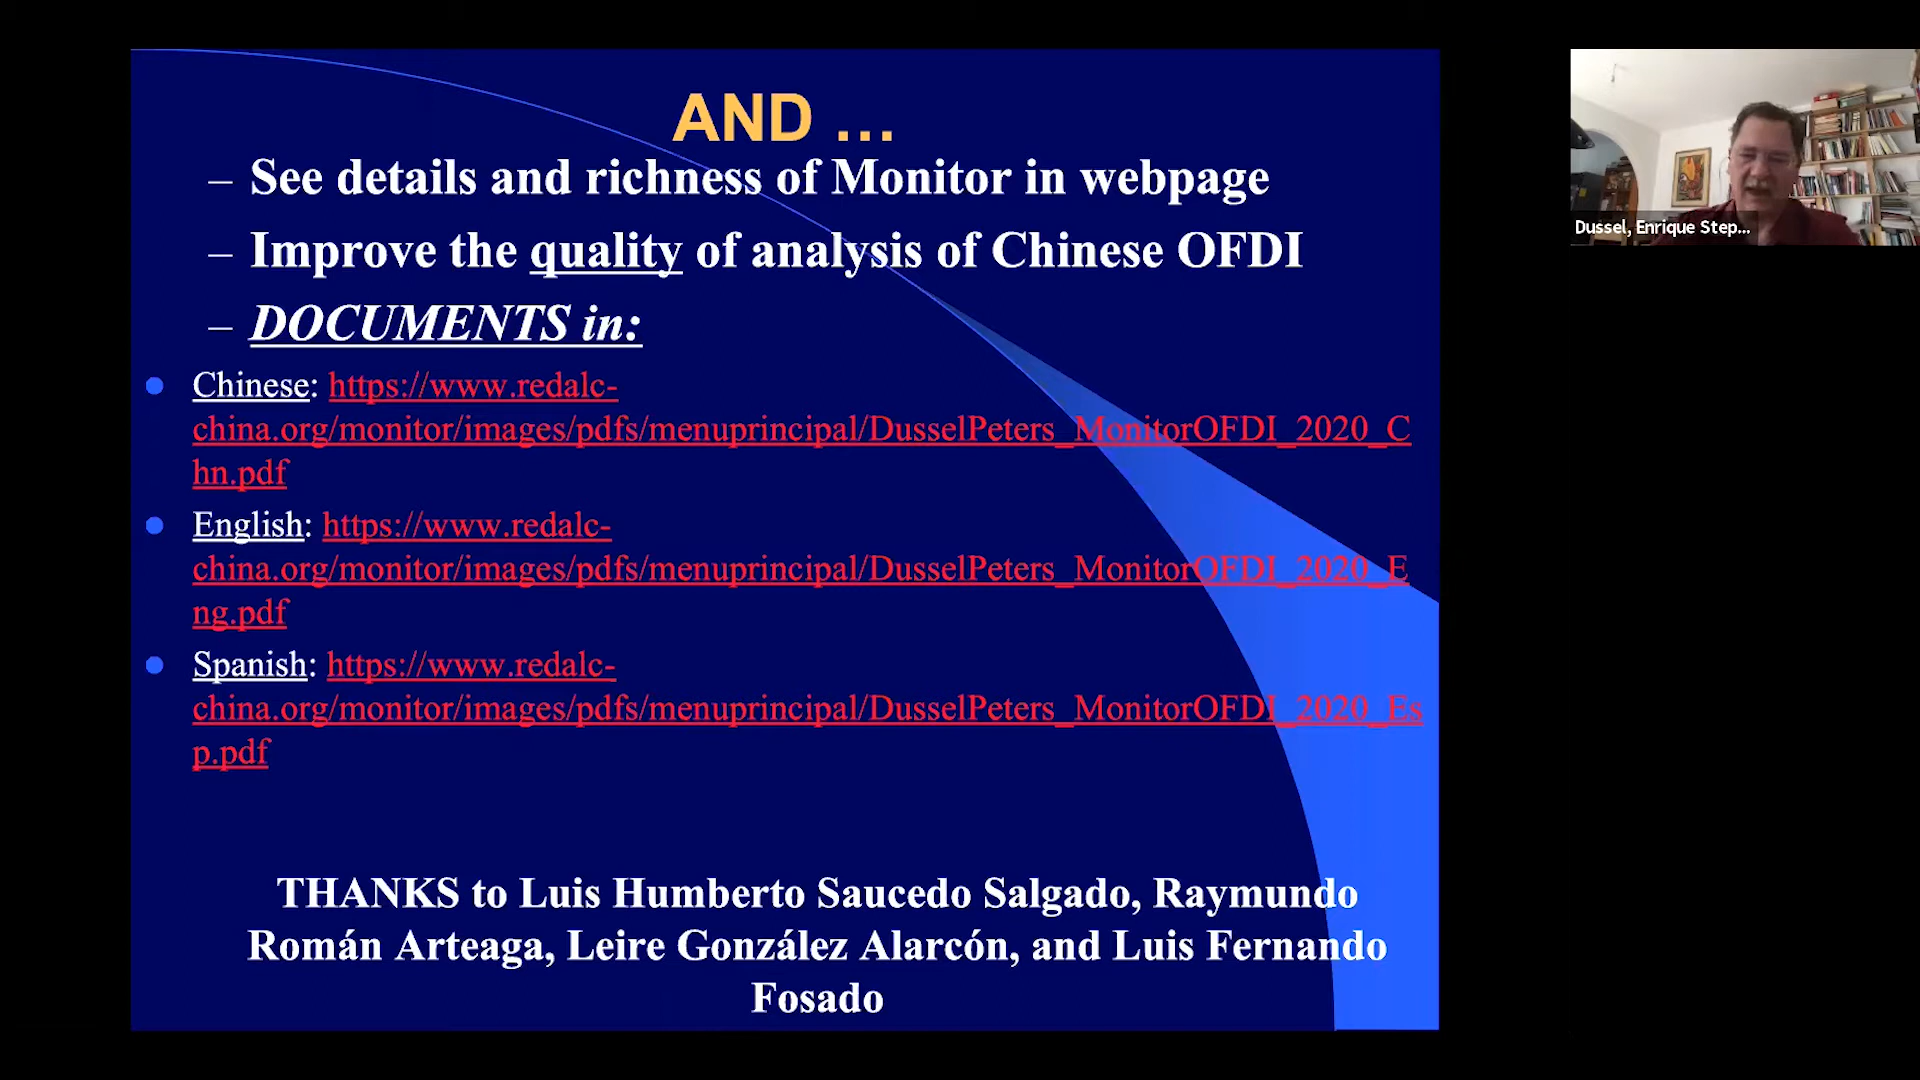 AND …
– See details and richness of Monitor in webpage
– Improve the quality of analysis of Chinese OFDI
– DOCUMENTS in:
Chinese: https://www.redalc-
china.org/monitor/images/pdfs/menuprincipal/DusselPeters_MonitorOFDI_2020_C
hn.pdf
English: https://www.redalc-
china.org/monitor/images/pdfs/menuprincipal/DusselPeters_MonitorOFDI_2020_E
ng.pdf
Spanish: https://www.redalc-
china.org/monitor/images/pdfs/menuprincipal/DusselPeters_MonitorOFDI_2020_Es
p.pdf
THANKS to Luis Humberto Saucedo Salgado, Raymundo
Román Arteaga, Leire González Alarcón, and Luis Fernando
Fosado
Dussel, Enrique Step...